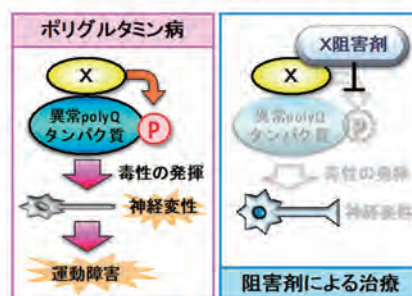 ポリグルタミン病
X
異常polyQ
タンパク質
P
毒性の発揮
神経変性
運動障害
X阻害剤
X
異常polyQ
タンパク質
P
毒性の発揮
神経変性
阻害剤による治療